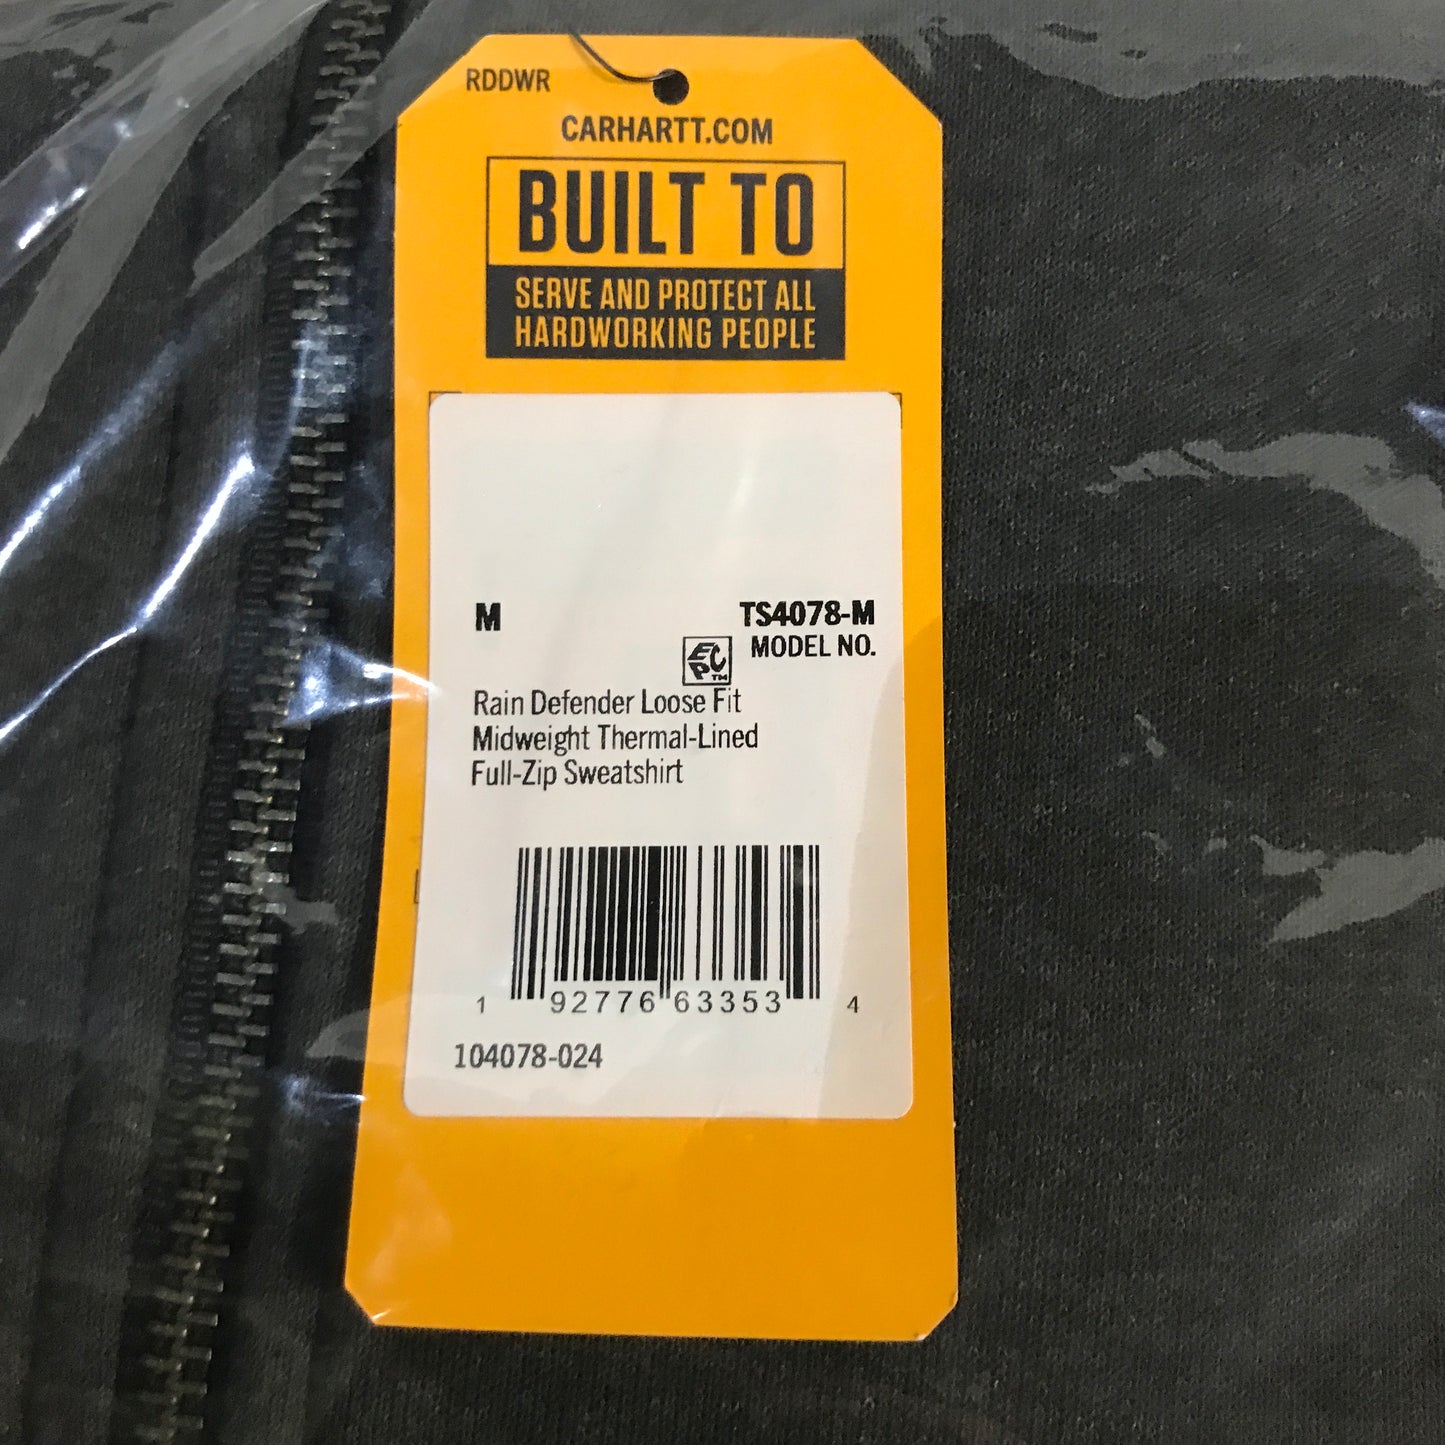 RDDWR
CARHARTT.COM
BUILT TO
SERVE AND PROTECT ALL
HARDWORKING PEOPLE
M
TS4078-M
MODEL NO.
EPC™
Rain Defender Loose Fit
Midweight Thermal-Lined
Full-Zip Sweatshirt
1 92776 63353 4
104078-024